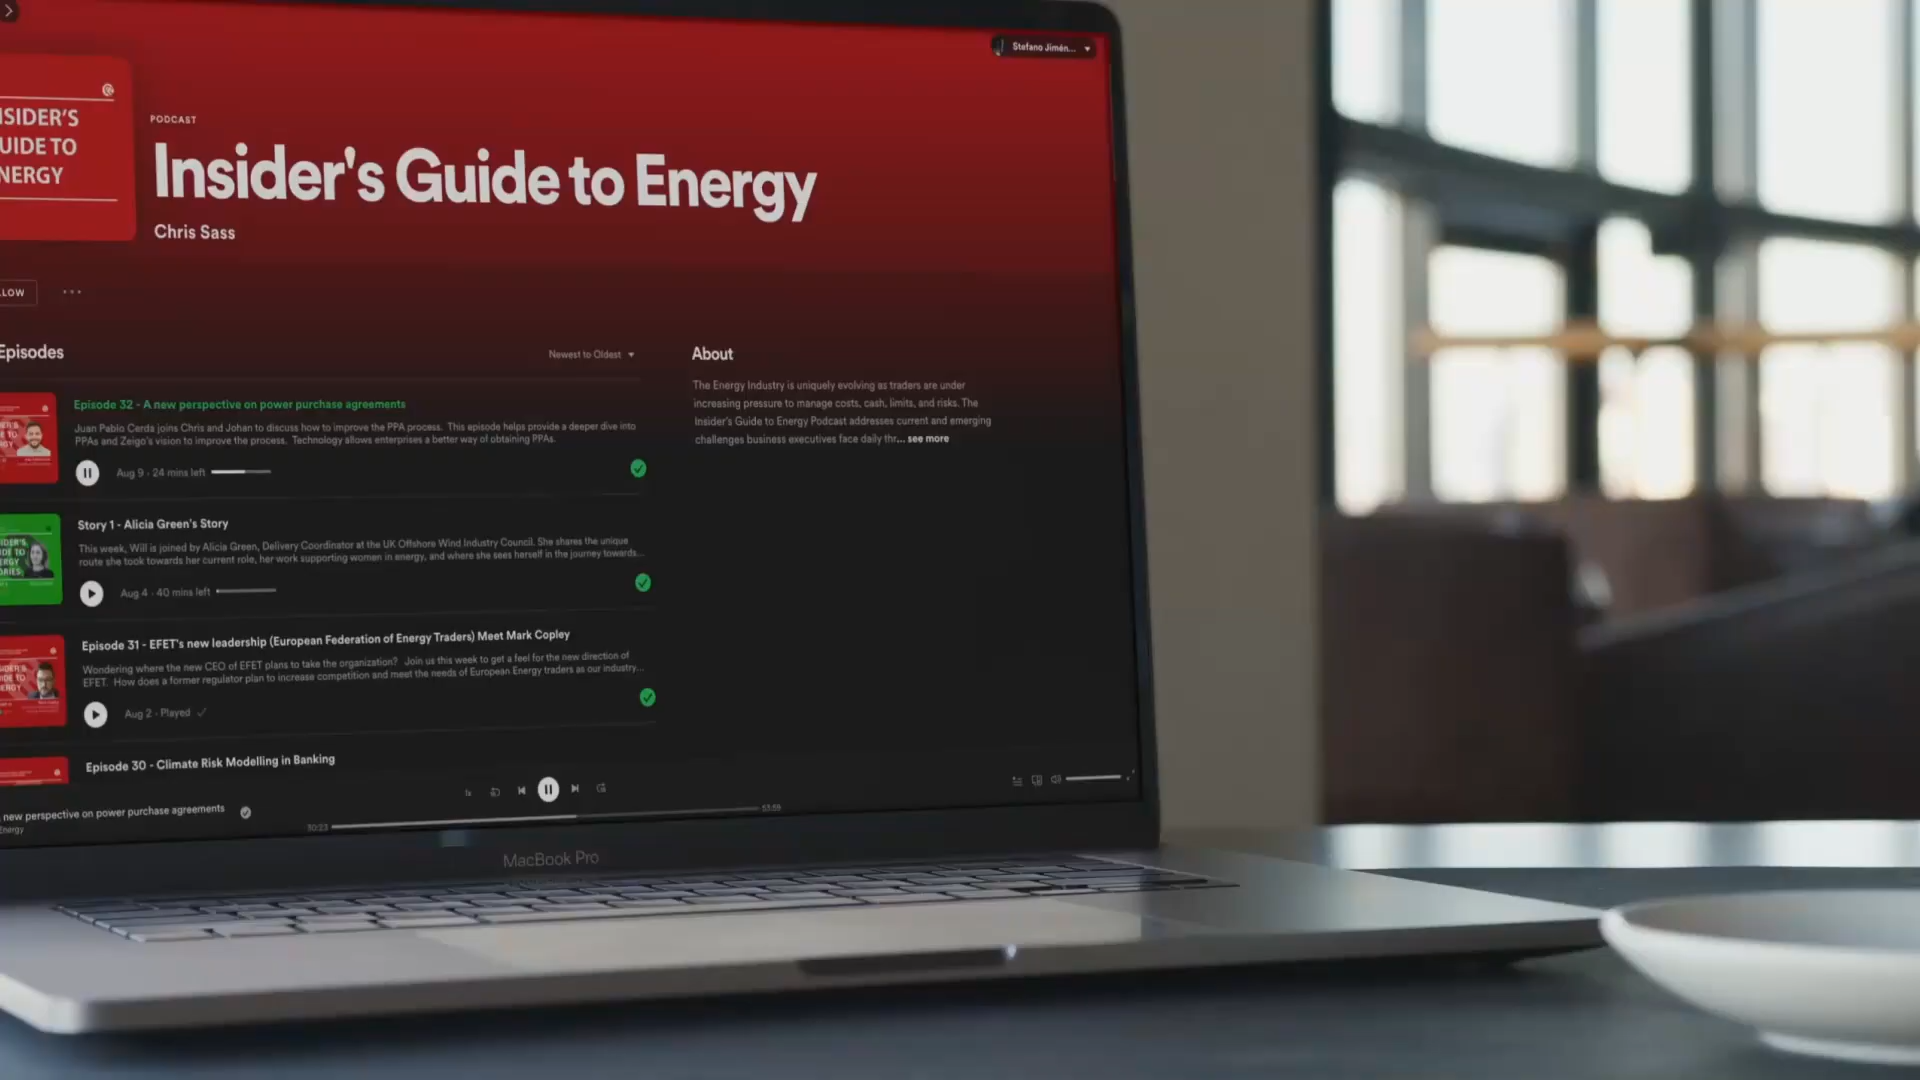 Stefano Jimén...
NSIDER'S
UIDE TO
NERGY
PODCAST
Insider's Guide to Energy
Chris Sass
LLOW
Episodes
Newest to Oldest
About
The Energy Industry is uniquely evolving as traders are under
increasing pressure to manage costs, cash, limits, and risks. The
Insider's Guide to Energy Podcast addresses current and emerging
challenges business executives face daily thr... see more
Episode 32 - A new perspective on power purchase agreements
Juan Pablo Cerda joins Chris and Johan to discuss how to improve the PPA process. This episode helps provide a deeper dive into
PPAs and Zeigo's vision to improve the process. Technology allows enterprises a better way of obtaining PPAs.
Aug 9 · 24 mins left
Story 1 - Alicia Green's Story
This week, Will is joined by Alicia Green, Delivery Coordinator at the UK Offshore Wind Industry Council. She shares the unique
route she took towards her current role, her work supporting women in energy, and where she sees herself in the journey towards...
Aug 4 · 40 mins left
Episode 31 - EFET's new leadership (European Federation of Energy Traders) Meet Mark Copley
Wondering where the new CEO of EFET plans to take the organization? Join us this week to get a feel for the new direction of
EFET. How does a former regulator plan to increase competition and meet the needs of European Energy traders as our industry...
Aug 2 · Played
Episode 30 - Climate Risk Modelling in Banking
new perspective on power purchase agreements
Energy
1x
30:23
53:59
MacBook Pro